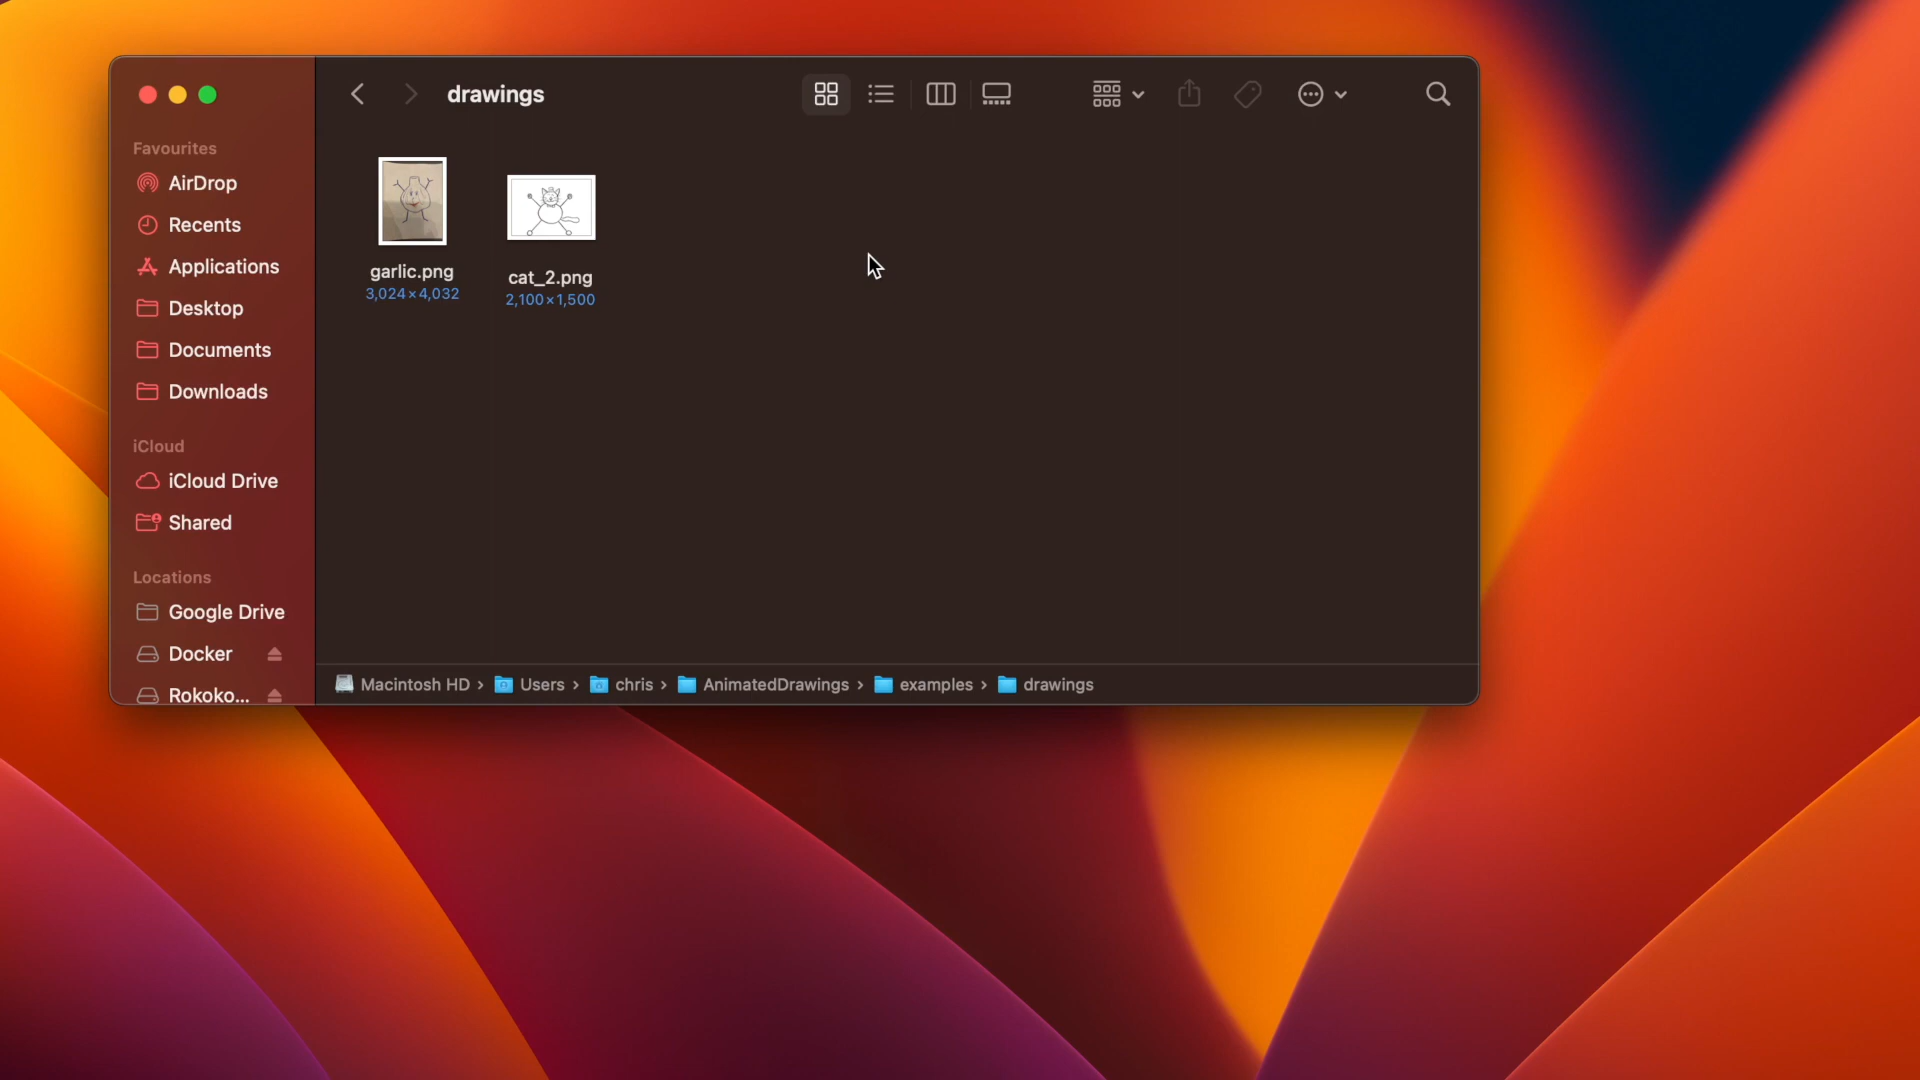 drawings
Favourites
AirDrop
Recents
Applications
Desktop
Documents
Downloads
iCloud
iCloud Drive
Shared
Locations
Google Drive
Docker
Rokoko...
garlic.png
3,024×4,032
cat_2.png
2,100×1,500
Macintosh HD › Users › chris › AnimatedDrawings › examples › drawings